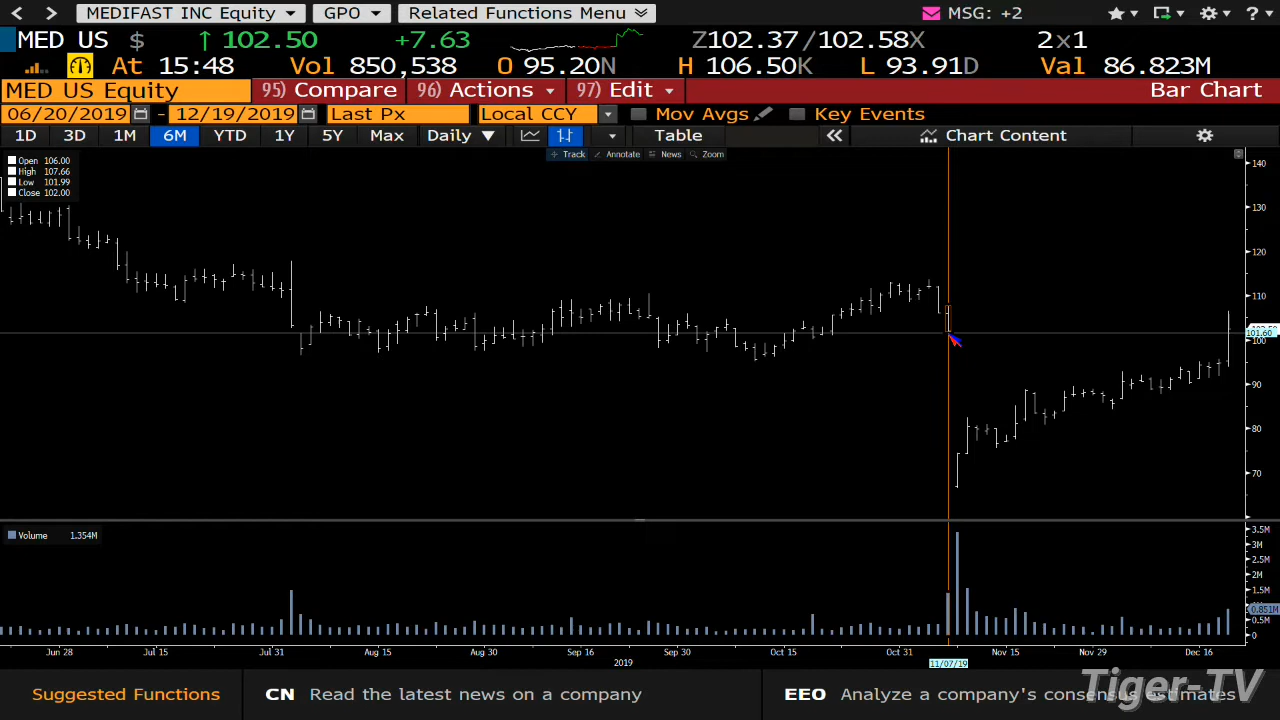 MEDIFAST INC Equity GPO Related Functions Menu MSG: +2 ?
MED US $ ↑ 102.50 +7.63 Z102.37/102.58X 2x1
At 15:48 Vol 850,538 O 95.20N H 106.50K L 93.91D Val 86.823M
MED US Equity 95) Compare 96) Actions 97) Edit Bar Chart
06/20/2019 - 12/19/2019 Last Px Local CCY Mov Avgs Key Events
1D 3D 1M 6M YTD 1Y 5Y Max Daily ▼ Table « Chart Content
Track Annotate News Zoom
Open 106.00
High 107.66
Low 101.99
Close 102.00
140
130
120
110
101.60
100
90
80
70
Volume 1.354M
3.5M
3M
2.5M
2M
1.5M
0.851M
0.5M
0
Jun 28 Jul 15 Jul 31 Aug 15 Aug 30 Sep 16 Sep 30 Oct 15 Oct 31 Nov 15 Nov 29 Dec 16
2019 11/07/19
Suggested Functions CN Read the latest news on a company EEO Analyze a company's consensus estimates
Tiger-TV